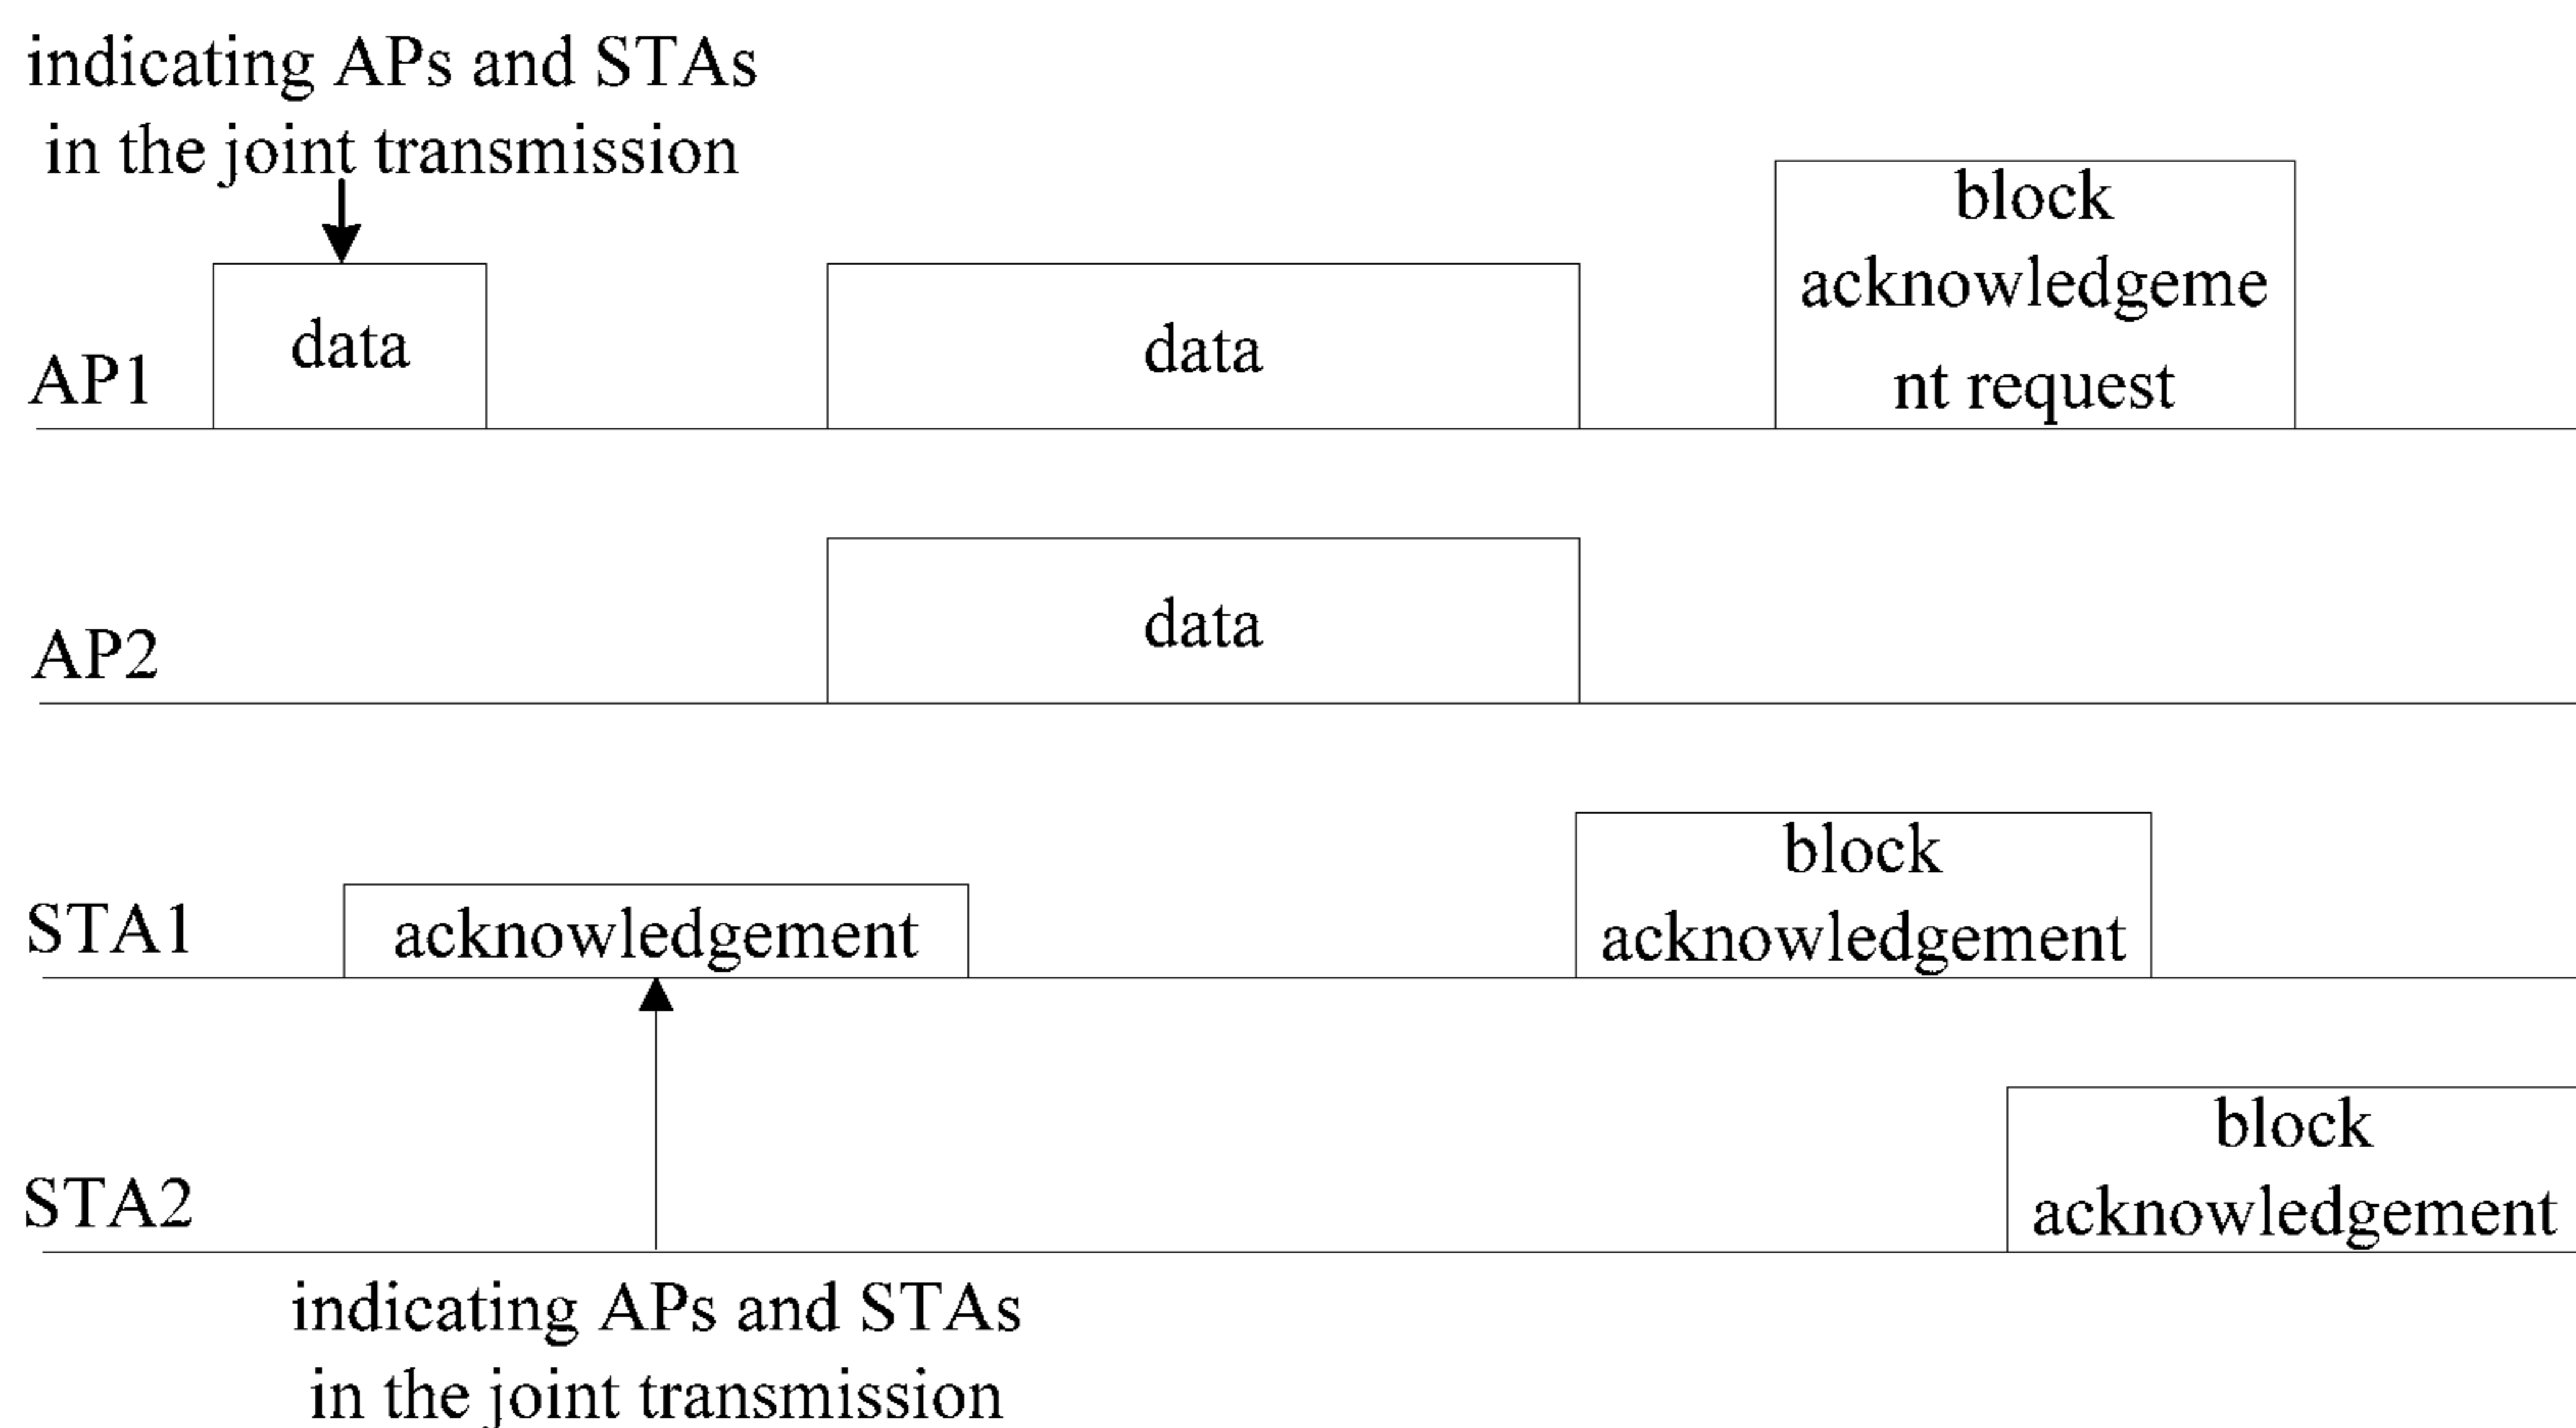 indicating APs and STAs
in the joint transmission
block
acknowledgeme
nt request
data
data
AP1
data
AP2
block
acknowledgement
STA1
acknowledgement
block
acknowledgement
STA2
indicating APs and STAs
in the joint transmission